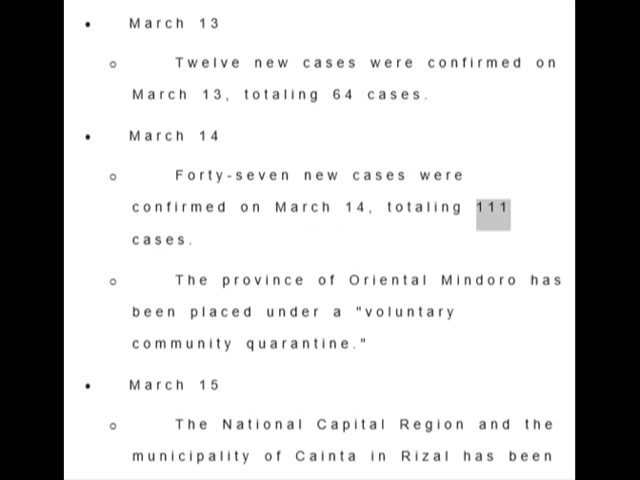 • March 13
o Twelve new cases were confirmed on
March 13, totaling 64 cases.
• March 14
o Forty-seven new cases were
confirmed on March 14, totaling 111
cases.
o The province of Oriental Mindoro has
been placed under a "voluntary
community quarantine."
• March 15
o The National Capital Region and the
municipality of Cainta in Rizal has been